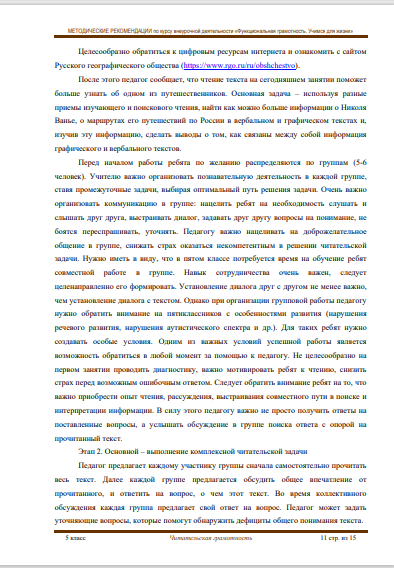 МЕТОДИЧЕСКИЕ РЕКОМЕНДАЦИИ по курсу внеурочной деятельности «Функциональная грамотность. Учимся для жизни»
Целесообразно обратиться к цифровым ресурсам интернета и ознакомить с сайтом
Русского географического общества (https://www.rgo.ru/ru/obshchestvo).
После этого педагог сообщает, что чтение текста на сегодняшнем занятии поможет
больше узнать об одном из путешественников. Основная задача – используя разные
приемы изучающего и поискового чтения, найти как можно больше информации о Николя
Ванье, о маршрутах его путешествий по России в вербальном и графическом текстах и,
изучив эту информацию, сделать выводы о том, как связаны между собой информация
графического и вербального текстов.
Перед началом работы ребята по желанию распределяются по группам (5-6
человек). Учителю важно организовать познавательную деятельность в каждой группе,
ставя промежуточные задачи, выбирая оптимальный путь решения задачи. Очень важно
организовать коммуникацию в группе: нацелить ребят на необходимость слушать и
слышать друг друга, выстраивать диалог, задавать друг другу вопросы на понимание, не
боятся переспрашивать, уточнять. Педагогу важно нацеливать на доброжелательное
общение в группе, снижать страх оказаться некомпетентным в решении читательской
задачи. Нужно иметь в виду, что в пятом классе потребуется время на обучение ребят
совместной работе в группе. Навык сотрудничества очень важен, следует
целенаправленно его формировать. Установление диалога друг с другом не менее важно,
чем установление диалога с текстом. Однако при организации групповой работы педагогу
нужно обратить внимание на пятиклассников с особенностями развития (нарушения
речевого развития, нарушения аутистического спектра и др.). Для таких ребят нужно
создавать особые условия. Одним из важных условий успешной работы является
возможность обратиться в любой момент за помощью к педагогу. Не целесообразно на
первом занятии проводить диагностику, важно мотивировать ребят к чтению, снизить
страх перед возможным ошибочным ответом. Следует обратить внимание ребят на то, что
важно приобрести опыт чтения, рассуждения, выстраивания совместного пути в поиске и
интерпретации информации. В силу этого педагогу важно не просто получить ответы на
поставленные вопросы, а услышать обсуждение в группе поиска ответа с опорой на
прочитанный текст.
Этап 2. Основной – выполнение комплексной читательской задачи
Педагог предлагает каждому участнику группы сначала самостоятельно прочитать
весь текст. Далее каждой группе предлагается обсудить общее впечатление от
прочитанного, и ответить на вопрос, о чем этот текст. Во время коллективного
обсуждения каждая группа предлагает свой ответ на вопрос. Педагог может задать
уточняющие вопросы, которые помогут обнаружить дефициты общего понимания текста.
5 класс Читательская грамотность 11 стр. из 15